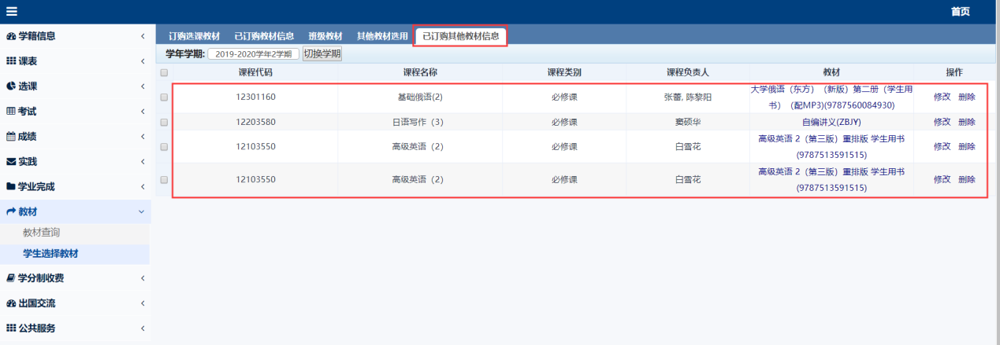 首页
学籍信息
课表
选课
考试
成绩
实践
学业完成
教材
教材查询
学生选择教材
学分制收费
出国交流
公共服务
订购选课教材 已订购教材信息 班级教材 其他教材选用 已订购其他教材信息
学年学期: 2019-2020学年2学期 切换学期
课程代码 课程名称 课程类别 课程负责人 教材 操作
12301160 基础俄语(2) 必修课 张蕾, 陈黎阳 大学俄语（东方）（新版）第二册（学生用
书）（配MP3)(9787560084930) 修改 删除
12203580 日语写作（3） 必修课 窦硕华 自编讲义(ZBJY) 修改 删除
12103550 高级英语（2） 必修课 白雪花 高级英语 2（第三版）重排版 学生用书
(9787513591515) 修改 删除
12103550 高级英语（2） 必修课 白雪花 高级英语 2（第三版）重排版 学生用书
(9787513591515) 修改 删除